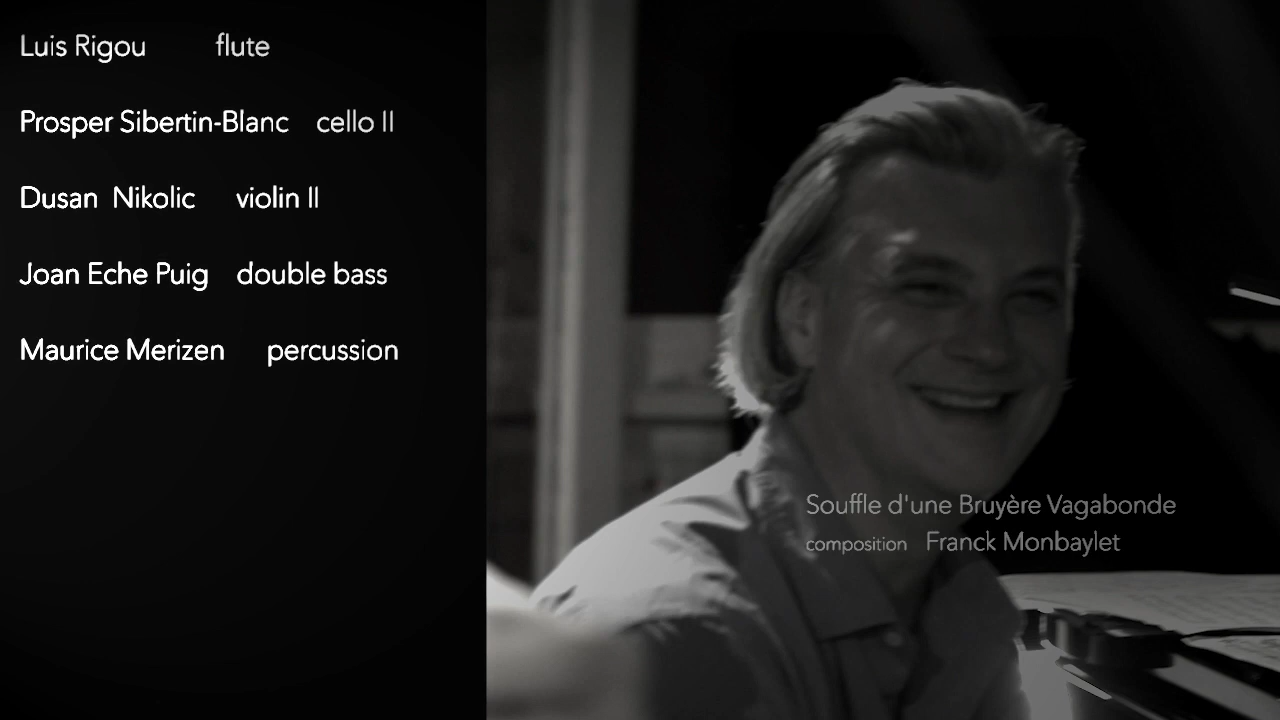 Luis Rigou flute
Prosper Sibertin-Blanc cello II
Dusan Nikolic violin II
Joan Eche Puig double bass
Maurice Merizen percussion
Souffle d'une Bruyère Vagabonde
composition Franck Monbaylet